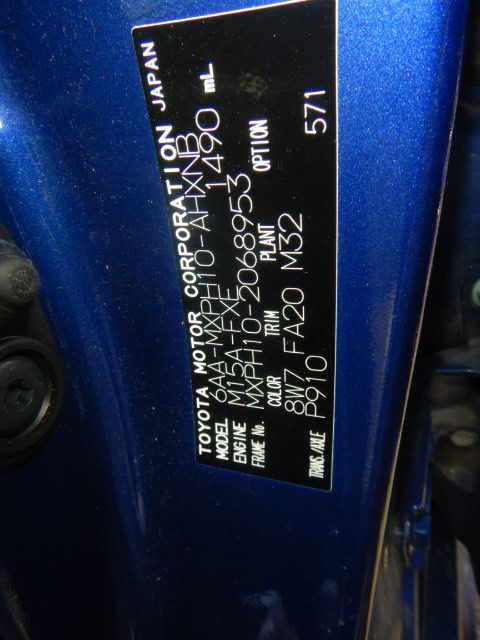 TOYOTA MOTOR CORPORATION JAPAN
MODEL 6AA-MXPH10-AHXNB
ENGINE M15A-FXE 1490 mL
FRAME No. MXPH10-2068953
COLOR TRIM PLANT OPTION
8W7 FA20 M32 571
TRANS./AXLE P910